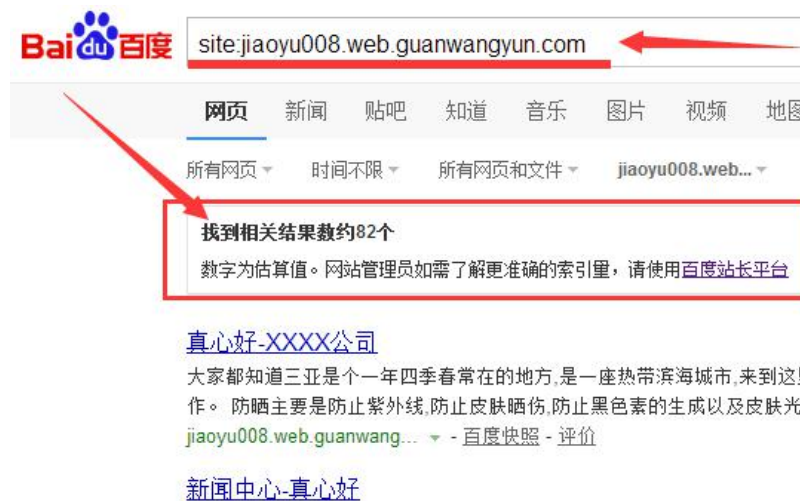 Bai du 百度
site:jiaoyu008.web.guanwangyun.com
网页 新闻 贴吧 知道 音乐 图片 视频 地图
所有网页 时间不限 所有网页和文件 jiaoyu008.web...
找到相关结果数约82个
数字为估算值。网站管理员如需了解更准确的索引量，请使用百度站长平台
真心好-XXXX公司
大家都知道三亚是个一年四季春常在的地方,是一座热带滨海城市,来到这
作。 防晒主要是防止紫外线,防止皮肤晒伤,防止黑色素的生成以及皮肤光
jiaoyu008.web.guanwang... - 百度快照 - 评价
新闻中心-真心好